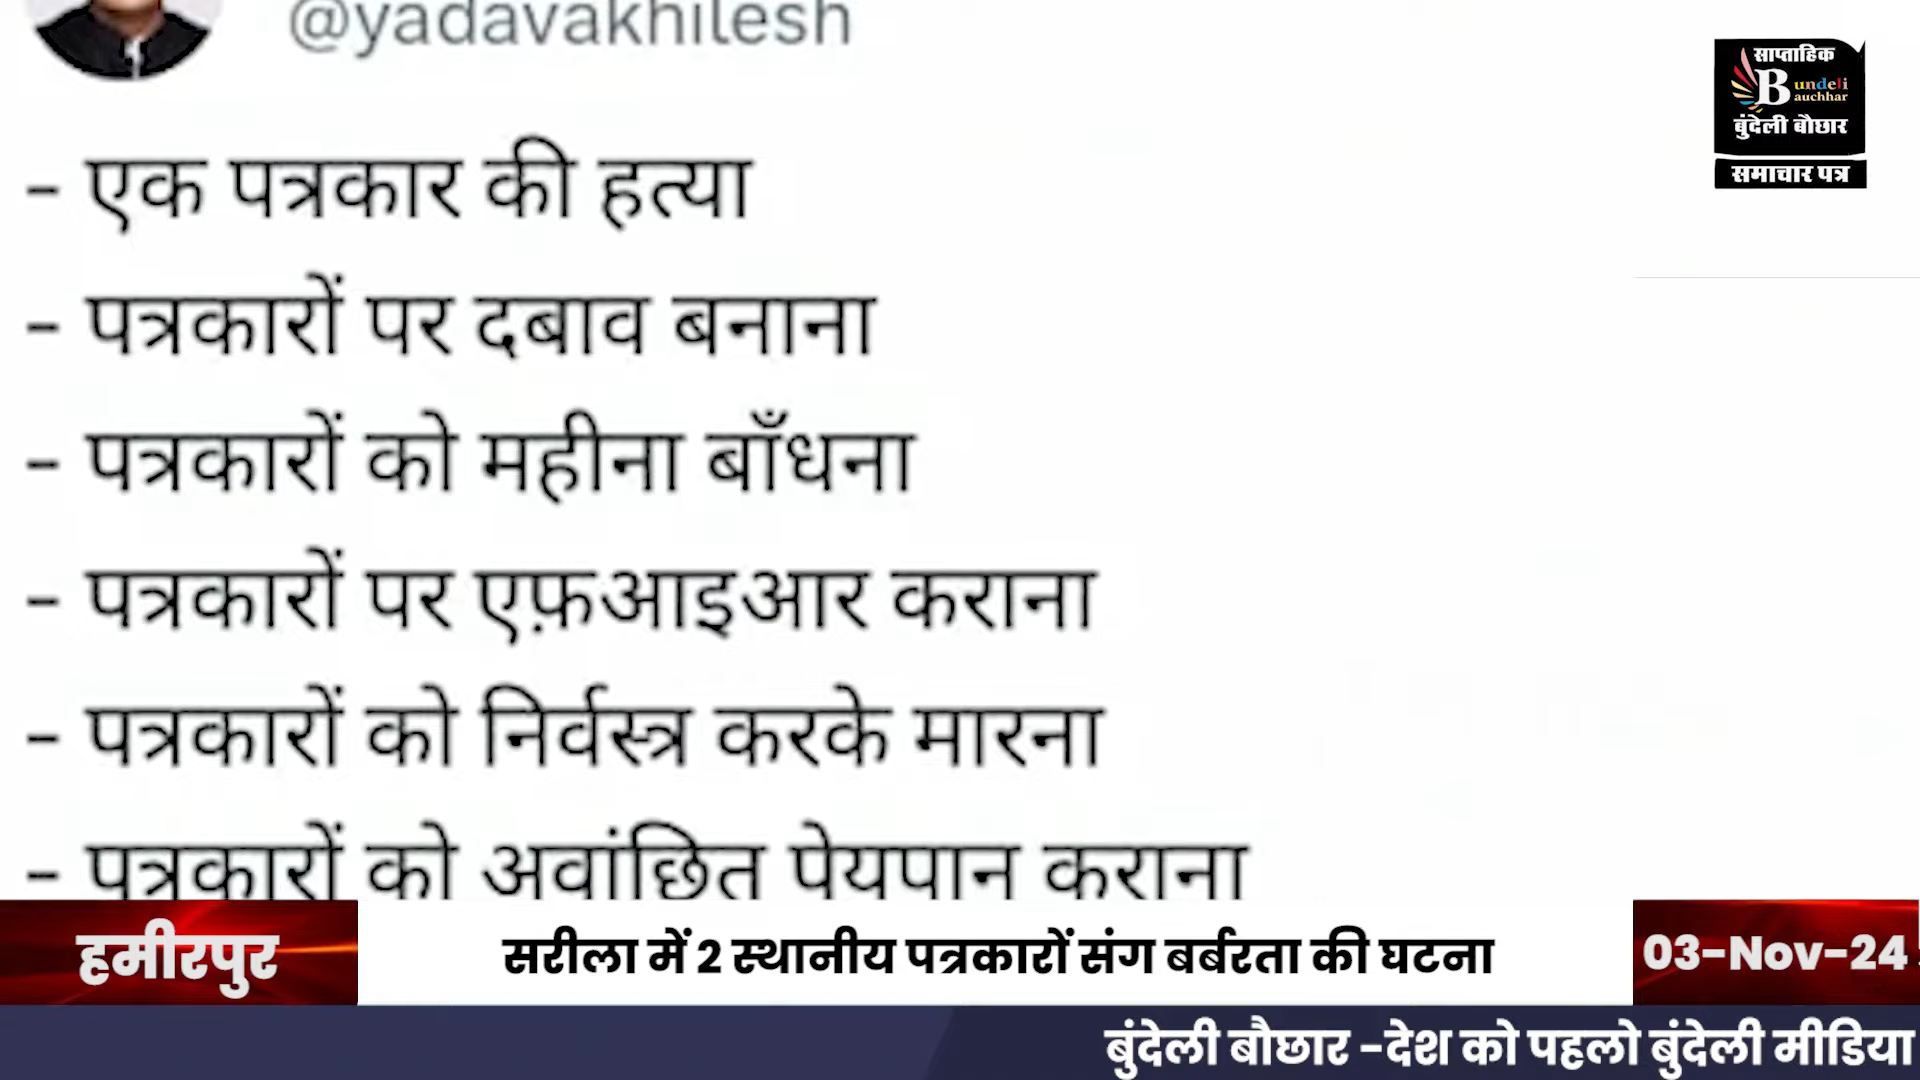 @yadavakhilesh
साप्ताहिक
Bundeli
Bauchhar
बुंदेली बौछार
समाचार पत्र
- एक पत्रकार की हत्या
- पत्रकारों पर दबाव बनाना
- पत्रकारों को महीना बाँधना
- पत्रकारों पर एफ़आइआर कराना
- पत्रकारों को निर्वस्त्र करके मारना
- पत्रकारों को अवांछित पेयपान कराना
हमीरपुर
सरीला में 2 स्थानीय पत्रकारों संग बर्बरता की घटना
03-Nov-24
बुंदेली बौछार -देश को पहलो बुंदेली मीडिया